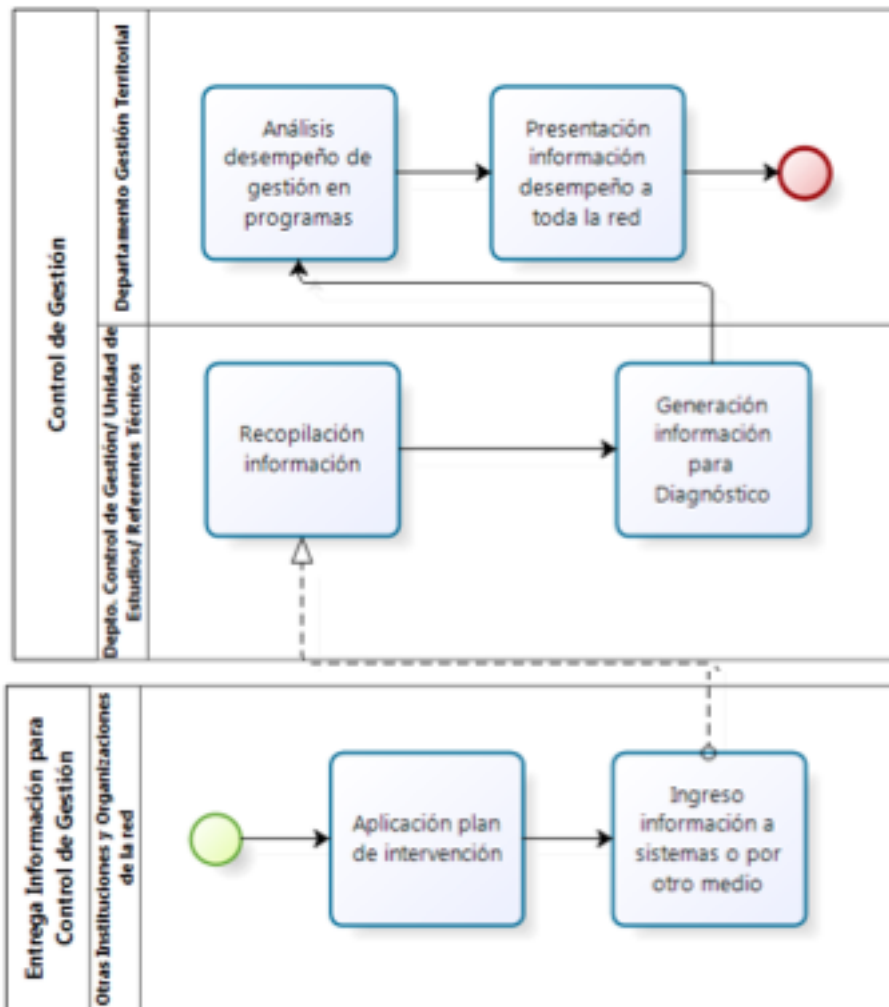 Control de Gestión
Departamento Gestión Territorial
Análisis
desempeño de
gestión en
programas
Presentación
información
desempeño a
toda la red
Depto. Control de Gestión/ Unidad de
Estudios/ Referentes Técnicos
Recopilación
información
Generación
información
para
Diagnóstico
Entrega Información para
Control de Gestión
Otras Instituciones y Organizaciones
de la red
Aplicación plan
de intervención
Ingreso
información a
sistemas o por
otro medio